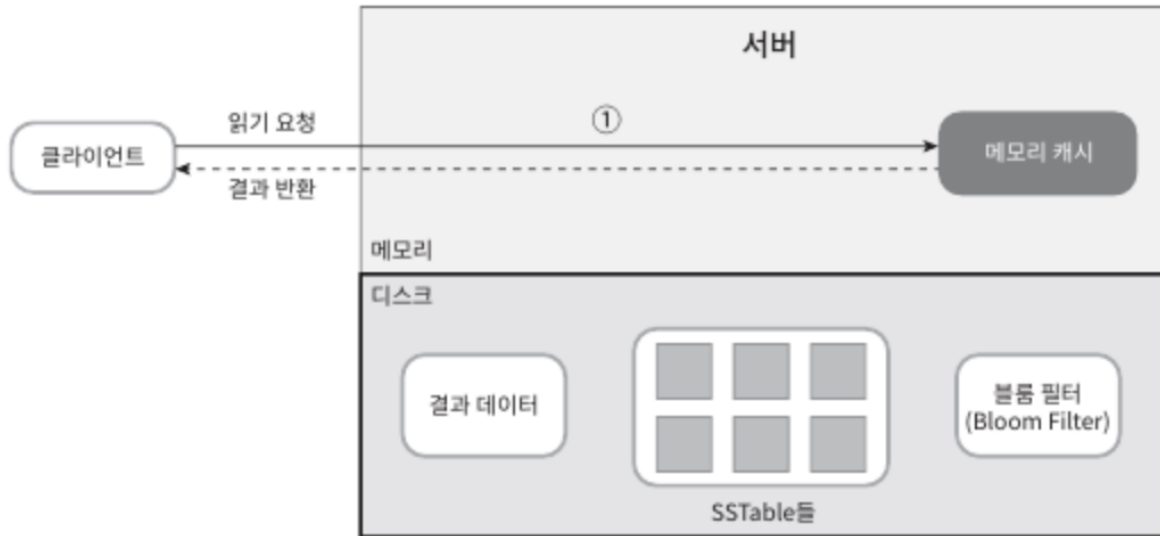 서버
읽기 요청
①
클라이언트
메모리 캐시
결과 반환
메모리
디스크
결과 데이터
블룸 필터
(Bloom Filter)
SSTable들